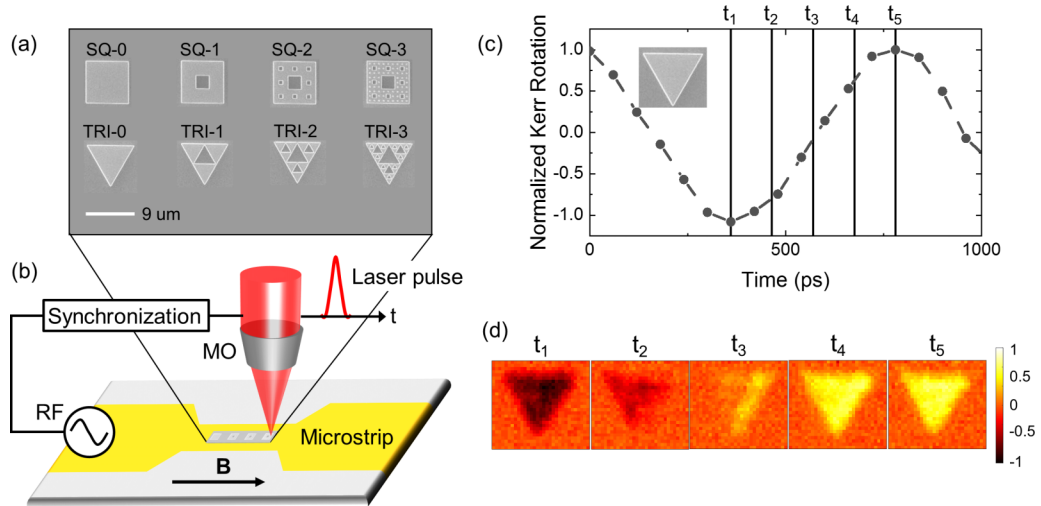 (a)
SQ-0 SQ-1 SQ-2 SQ-3
TRI-0 TRI-1 TRI-2 TRI-3
9 um
(b)
Laser pulse
Synchronization
t
MO
RF
Microstrip
B
(c)
t1 t2 t3 t4 t5
Normalized Kerr Rotation
1.0
0.5
0.0
-0.5
-1.0
0 500 1000
Time (ps)
(d)
t1 t2 t3 t4 t5
1
0.5
0
-0.5
-1